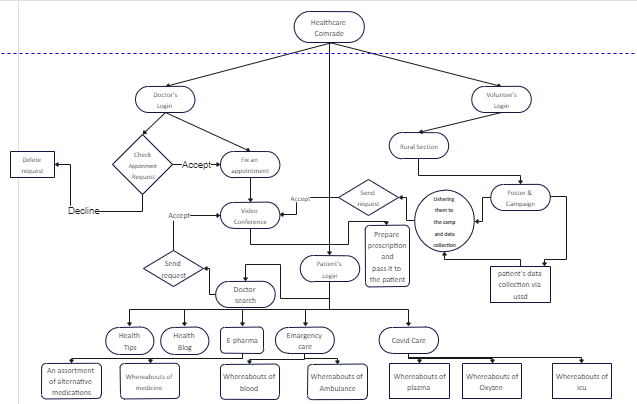 Healthcare
Comrade
Doctor's
Login
Voluntee's
Login
Delete
request
Check
Appoinment
Request
Accept
Fix an
appointment
Rural Section
Decline
Accept
Video
Conference
Accept
Send
request
Ushering
them to
the camp
and data
collection
Poster &
Campaign
Prepare
prescription
and
pass it to
the patient
Send
request
Patient's
Login
patient's data
collection via
ussd
Doctor
search
Health
Tips
Health
Blog
E-pharma
Emargency
care
Covid Care
An assortment
of alternative
medications
Whereabouts of
medicine
Whereabouts of
blood
Whereabouts of
Ambulance
Whereabouts of
plasma
Whereabouts of
Oxyzen
Whereabouts of
icu